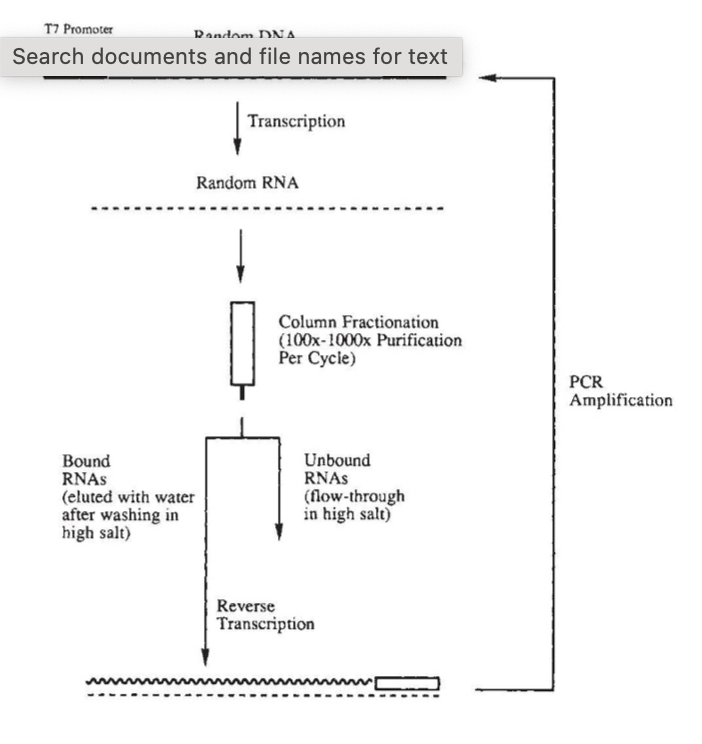 T7 Promoter
Random DNA
Search documents and file names for text
Transcription
Random RNA
Column Fractionation
(100x-1000x Purification
Per Cycle)
PCR
Amplification
Bound
RNAs
(eluted with water
after washing in
high salt)
Unbound
RNAs
(flow-through
in high salt)
Reverse
Transcription